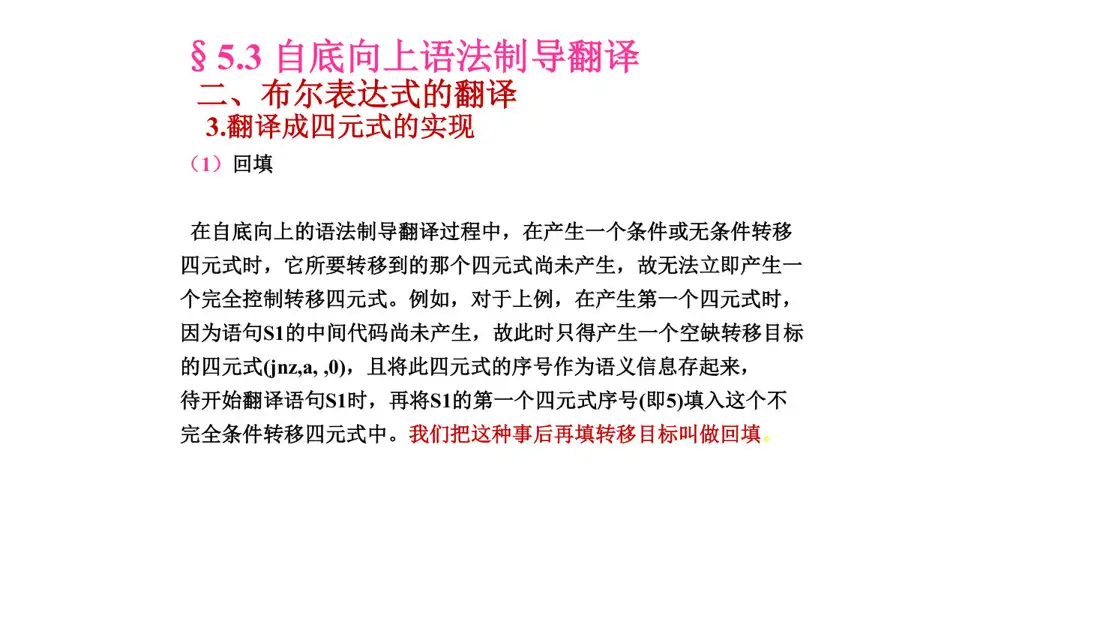 §5.3 自底向上语法制导翻译
二、布尔表达式的翻译
3.翻译成四元式的实现
（1）回填
在自底向上的语法制导翻译过程中，在产生一个条件或无条件转移
四元式时，它所要转移到的那个四元式尚未产生，故无法立即产生一
个完全控制转移四元式。例如，对于上例，在产生第一个四元式时，
因为语句S1的中间代码尚未产生，故此时只得产生一个空缺转移目标
的四元式(jnz,a, ,0)，且将此四元式的序号作为语义信息存起来，
待开始翻译语句S1时，再将S1的第一个四元式序号(即5)填入这个不
完全条件转移四元式中。我们把这种事后再填转移目标叫做回填。